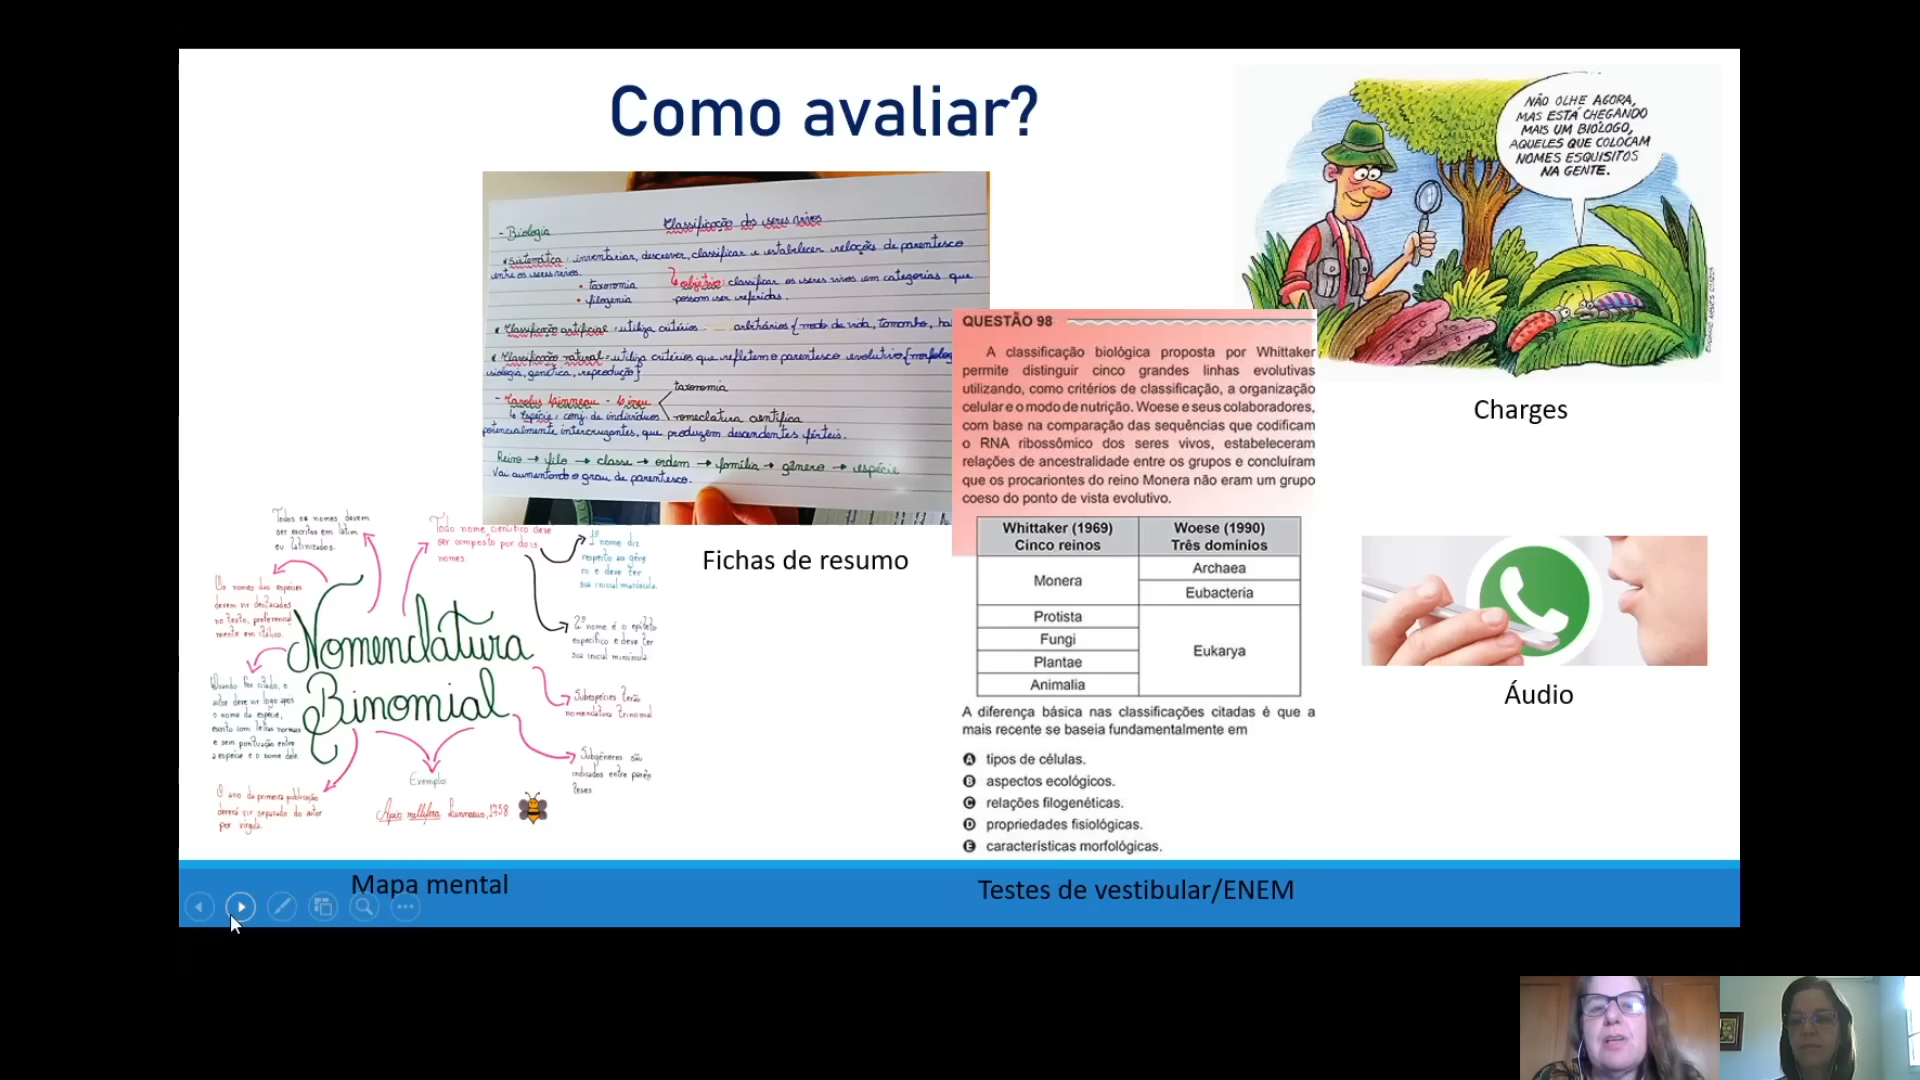 Como avaliar?
NÃO OLHE AGORA,
MAS ESTÁ CHEGANDO
MAIS UM BIÓLOGO,
AQUELES QUE COLOCAM
NOMES ESQUISITOS
NA GENTE.
Charges
- Biologia
Classificação dos seres vivos
• Sistemática: inventariar, descrever, classificar e estabelecer relações de parentesco
entre os seres vivos.
• taxonomia
• filogenia
↳ objetivo: classificar os seres vivos em categorias que
possam ser referidas.
• Classificação artificial: utiliza critérios arbitrários {modo de vida, tamanho,
• Classificação natural: utiliza critérios que refletem o parentesco evolutivo {morfolog
isiologia, genética, reprodução}
- Carolus Linneau - Lineu
taxonomia
nomeclatura científica
↳ Espécie: conj. de indivíduos
potencialmente intercruzantes, que produzem descendentes férteis.
Reino → filo → classe → ordem → família → gênero → espécie
Vai aumentando o grau de parentesco.
Fichas de resumo
QUESTÃO 98
A classificação biológica proposta por Whittaker
permite distinguir cinco grandes linhas evolutivas
utilizando, como critérios de classificação, a organização
celular e o modo de nutrição. Woese e seus colaboradores,
com base na comparação das sequências que codificam
o RNA ribossômico dos seres vivos, estabeleceram
relações de ancestralidade entre os grupos e concluíram
que os procariontes do reino Monera não eram um grupo
coeso do ponto de vista evolutivo.
Whittaker (1969)
Cinco reinos
Woese (1990)
Três domínios
Monera
Archaea
Eubacteria
Protista
Fungi
Plantae
Animalia
Eukarya
A diferença básica nas classificações citadas é que a
mais recente se baseia fundamentalmente em
A tipos de células.
B aspectos ecológicos.
C relações filogenéticas.
D propriedades fisiológicas.
E características morfológicas.
Testes de vestibular/ENEM
Áudio
Nomenclatura
Binomial
Todos os nomes devem
ser escritos em latim
ou latinizados.
Todo nome científico deve
ser composto por dois
nomes.
1º nome diz
respeito ao gêne
ro e deve ter
sua inicial maiúscula.
2º nome é o epíteto
específico e deve ter
sua inicial minúscula.
Subespécies terão
nomenclatura trinomial
Subgêneros são
indicados entre parên
teses
Exemplo:
Apis mellifera Linnaeus, 1758
O ano da primeira publicação
deverá vir separado do autor
por vírgula.
Quando for citado, o
autor deve vir logo após
o nome da espécie,
escrito com letras normais
e sem pontuação entre
a espécie e o nome dele.
Os nomes das espécies
devem vir destacados
no texto, preferencial
mente em itálico.
Mapa mental